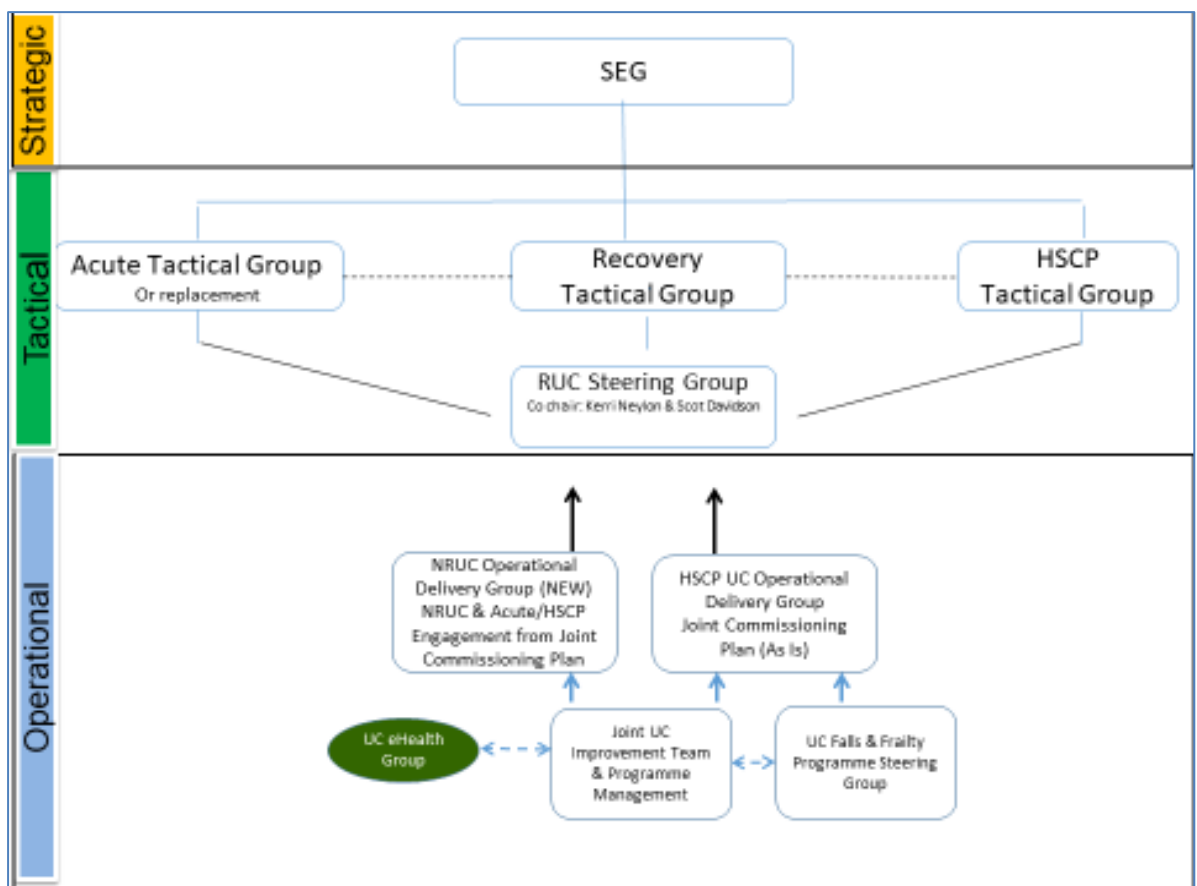 Strategic
SEG
Tactical
Acute Tactical Group
Or replacement
Recovery
Tactical Group
HSCP
Tactical Group
RUC Steering Group
Co chair: Kerri Neylon & Scot Davidson
Operational
NRUC Operational
Delivery Group (NEW)
NRUC & Acute/HSCP
Engagement from Joint
Commissioning Plan
HSCP UC Operational
Delivery Group
Joint Commissioning
Plan (As Is)
UC eHealth
Group
Joint UC
Improvement Team
& Programme
Management
UC Falls & Frailty
Programme Steering
Group